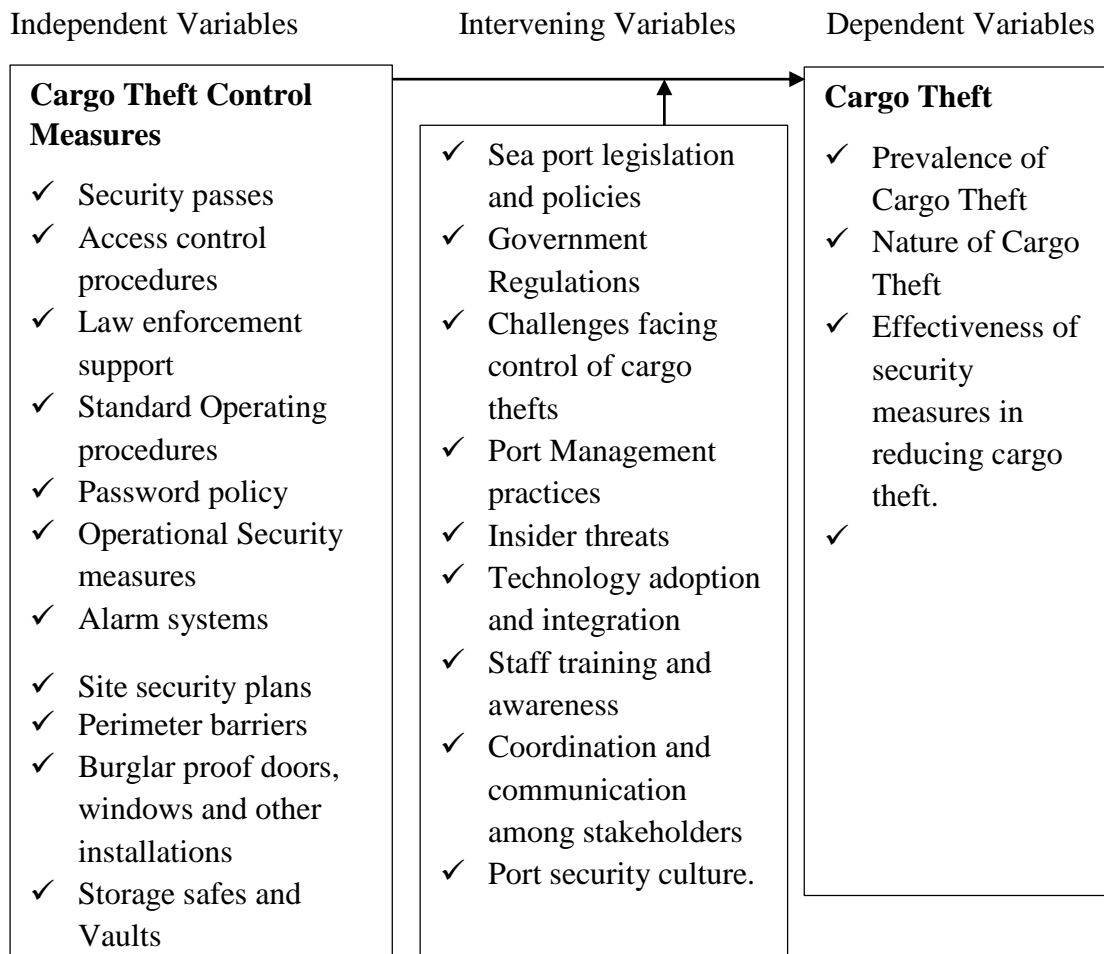 Independent Variables
Intervening Variables
Dependent Variables
Cargo Theft Control
Measures
✓ Security passes
✓ Access control
procedures
✓ Law enforcement
support
✓ Standard Operating
procedures
✓ Password policy
✓ Operational Security
measures
✓ Alarm systems
✓ Site security plans
✓ Perimeter barriers
✓ Burglar proof doors,
windows and other
installations
✓ Storage safes and
Vaults
✓ Sea port legislation
and policies
✓ Government
Regulations
✓ Challenges facing
control of cargo
thefts
✓ Port Management
practices
✓ Insider threats
✓ Technology adoption
and integration
✓ Staff training and
awareness
✓ Coordination and
communication
among stakeholders
✓ Port security culture.
Cargo Theft
✓ Prevalence of
Cargo Theft
✓ Nature of Cargo
Theft
✓ Effectiveness of
security
measures in
reducing cargo
theft.
✓